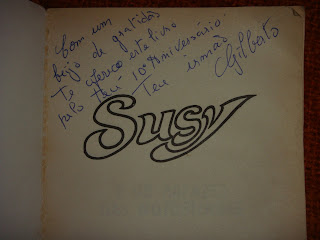 Com um
beijo de gratidão
Te ofereço este livro
pelo Teu 10º Aniversário
Teu irmão Gilberto
Susy